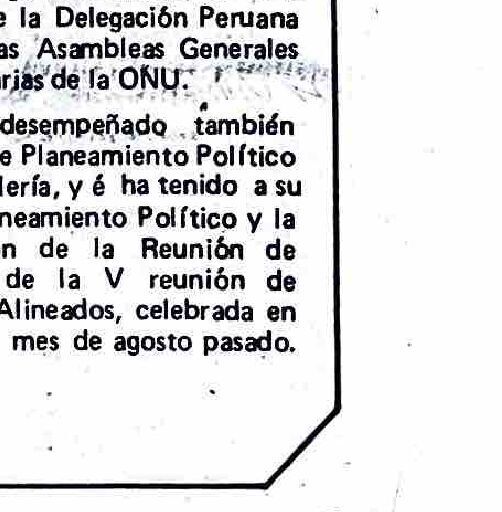 e la Delegación Peruana
as Asambleas Generales
rias de la ONU.
desempeñado también
e Planeamiento Político
lería, y é ha tenido a su
neamiento Político y la
n de la Reunión de
de la V reunión de
Alineados, celebrada en
mes de agosto pasado.